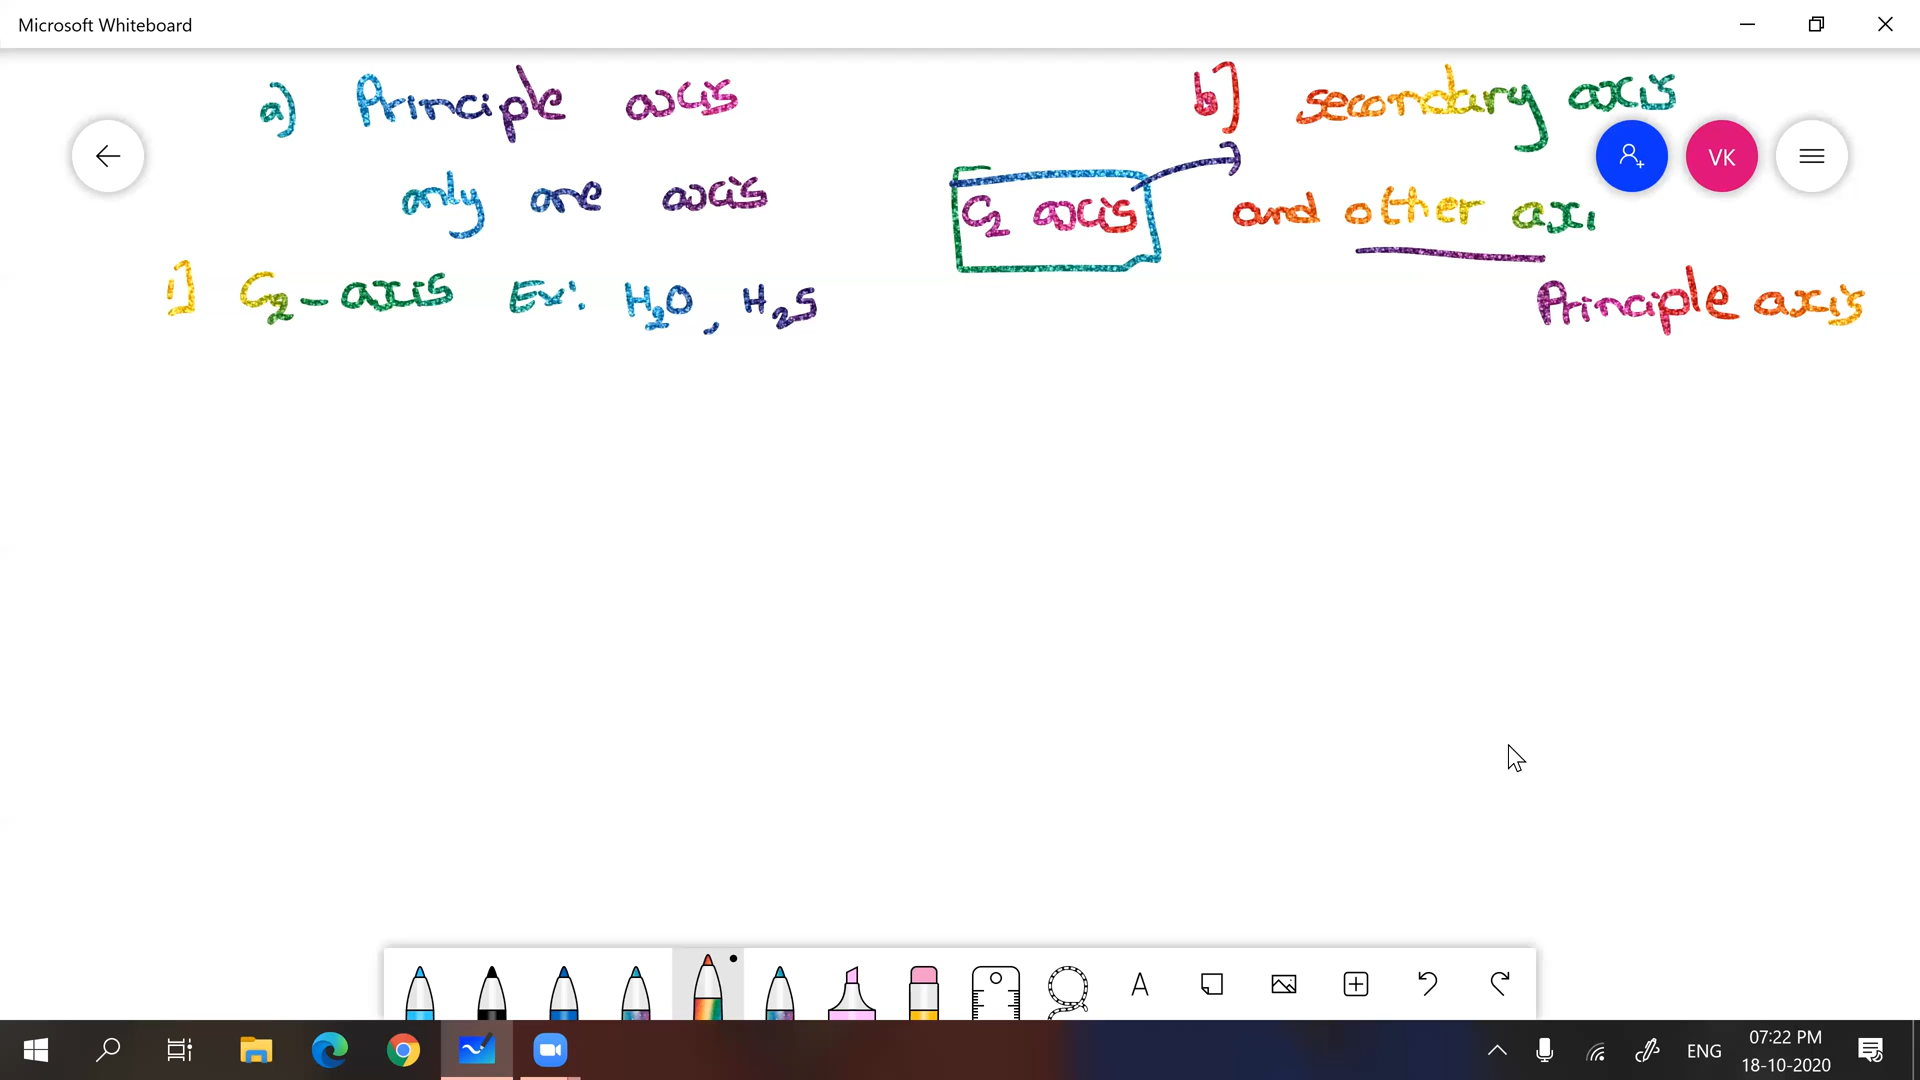 Microsoft Whiteboard
a) Principle axis
b] secondary axis
VK
only one axis
C2 axis and other axi
1] C2 - axis Ex: H2O, H2S
Principle axis
A
ENG
07:22 PM
18-10-2020